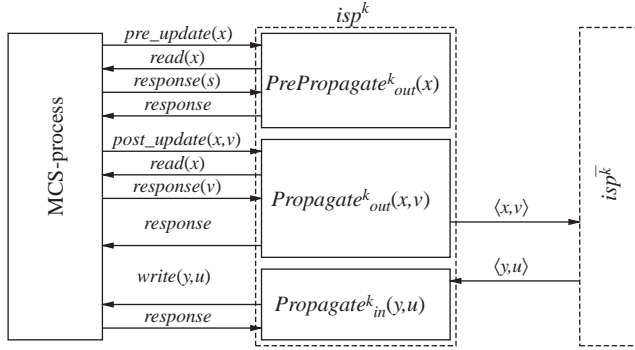 isp^k
pre_update(x)
read(x)
response(s)
response
PrePropagate^k_out(x)
MCS-process
post_update(x,v)
read(x)
response(v)
response
Propagate^k_out(x,v)
⟨x,v⟩
isp^k̅
⟨y,u⟩
write(y,u)
response
Propagate^k_in(y,u)